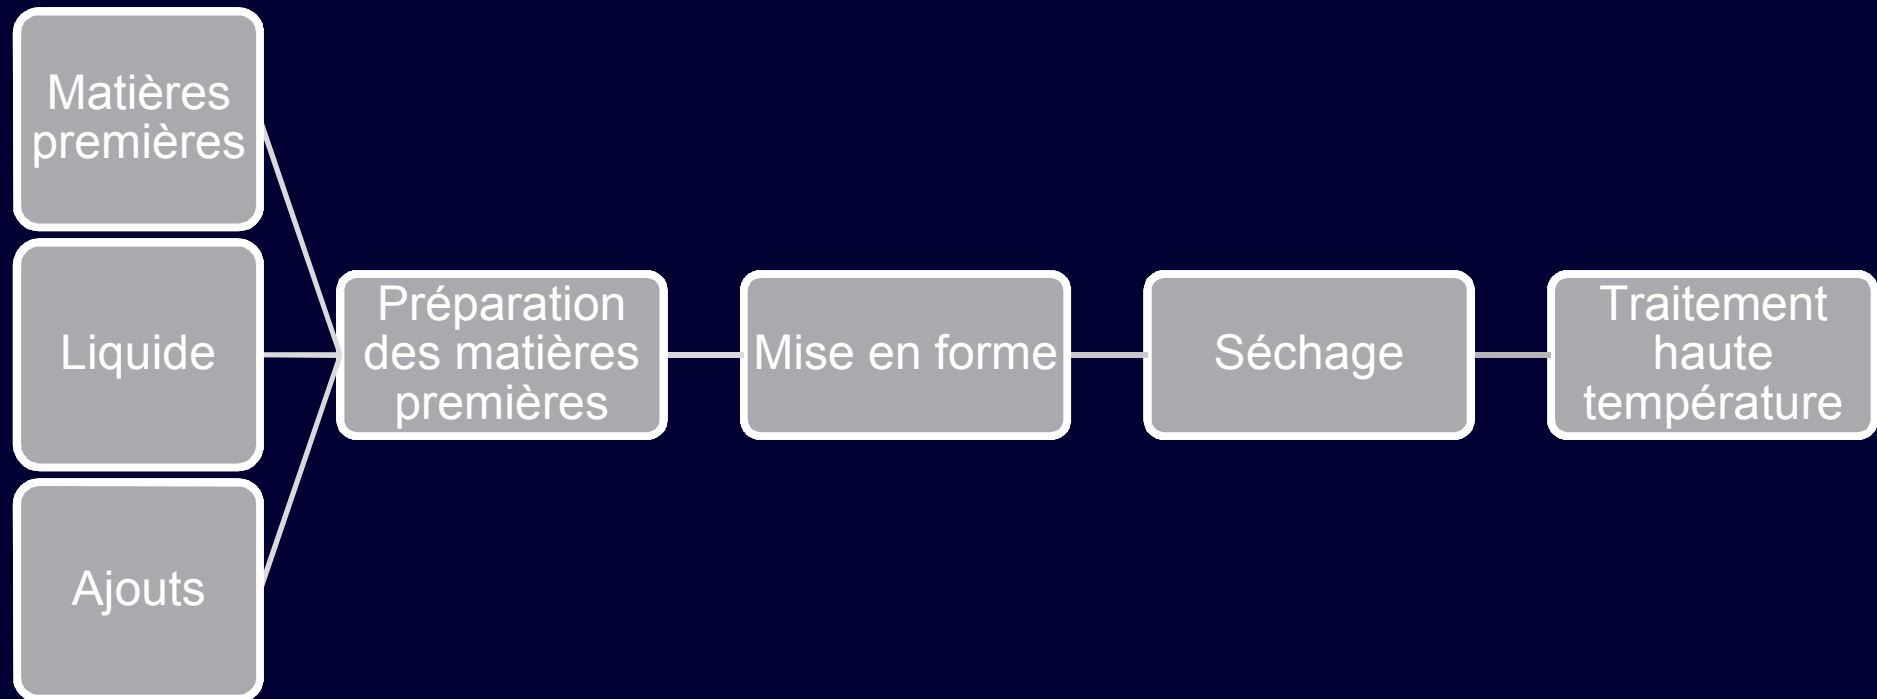 Matières
premières
Liquide
Ajouts
Préparation
des matières
premières
Mise en forme
Séchage
Traitement
haute
température